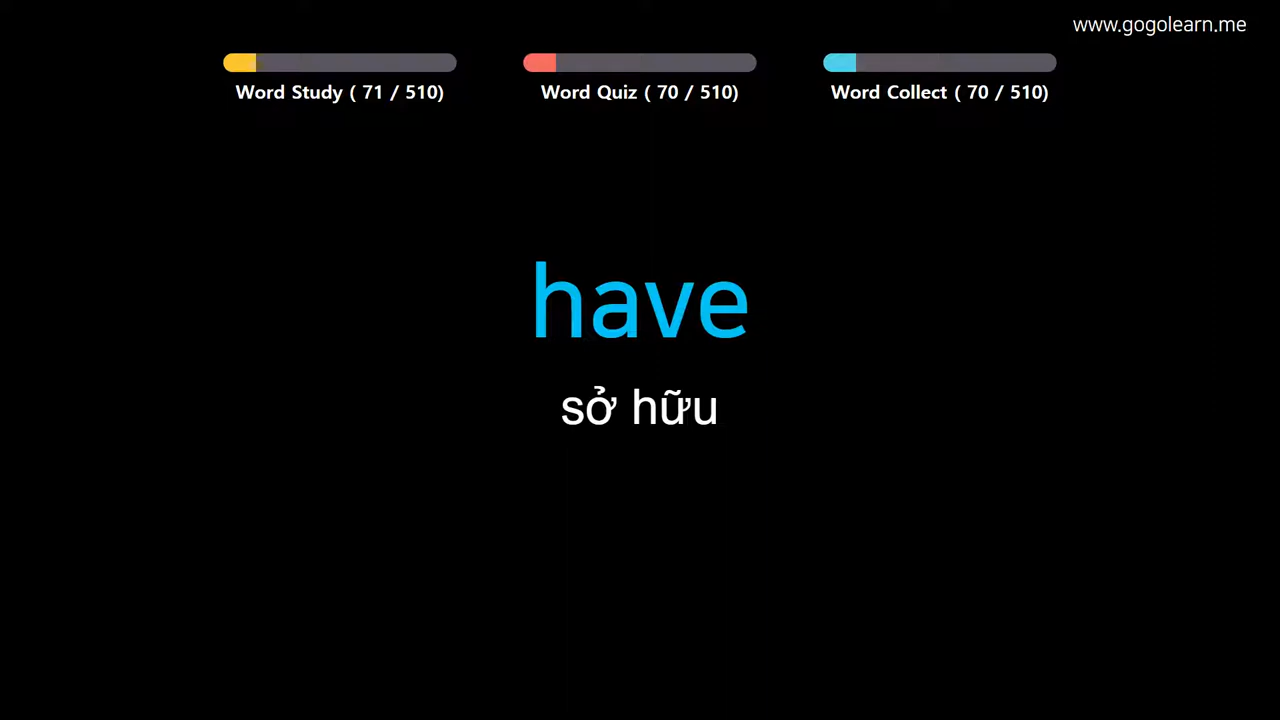 www.gogolearn.me
Word Study ( 71 / 510)
Word Quiz ( 70 / 510)
Word Collect ( 70 / 510)
have
sở hữu